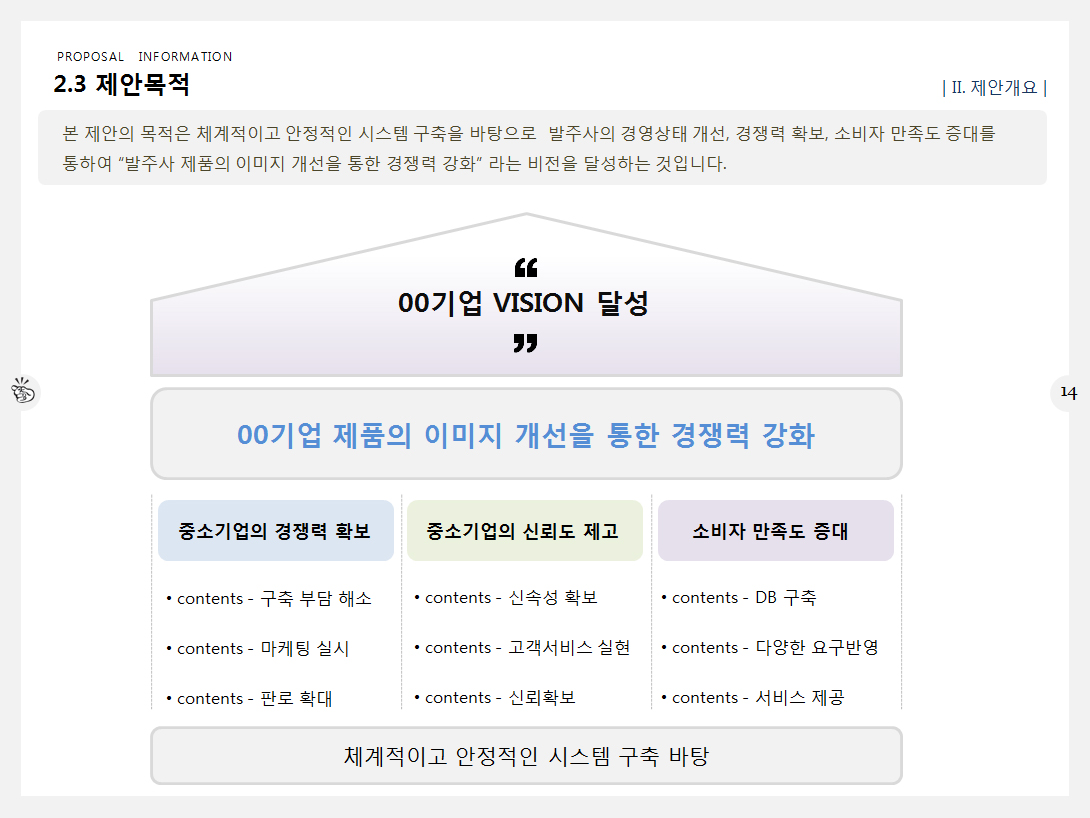 PROPOSAL INFORMATION
2.3 제안목적
| II. 제안개요 |
본 제안의 목적은 체계적이고 안정적인 시스템 구축을 바탕으로 발주사의 경영상태 개선, 경쟁력 확보, 소비자 만족도 증대를
통하여 “발주사 제품의 이미지 개선을 통한 경쟁력 강화” 라는 비전을 달성하는 것입니다.
“
00기업 VISION 달성
”
14
00기업 제품의 이미지 개선을 통한 경쟁력 강화
중소기업의 경쟁력 확보
• contents - 구축 부담 해소
• contents - 마케팅 실시
• contents - 판로 확대
중소기업의 신뢰도 제고
• contents - 신속성 확보
• contents - 고객서비스 실현
• contents - 신뢰확보
소비자 만족도 증대
• contents - DB 구축
• contents - 다양한 요구반영
• contents - 서비스 제공
체계적이고 안정적인 시스템 구축 바탕